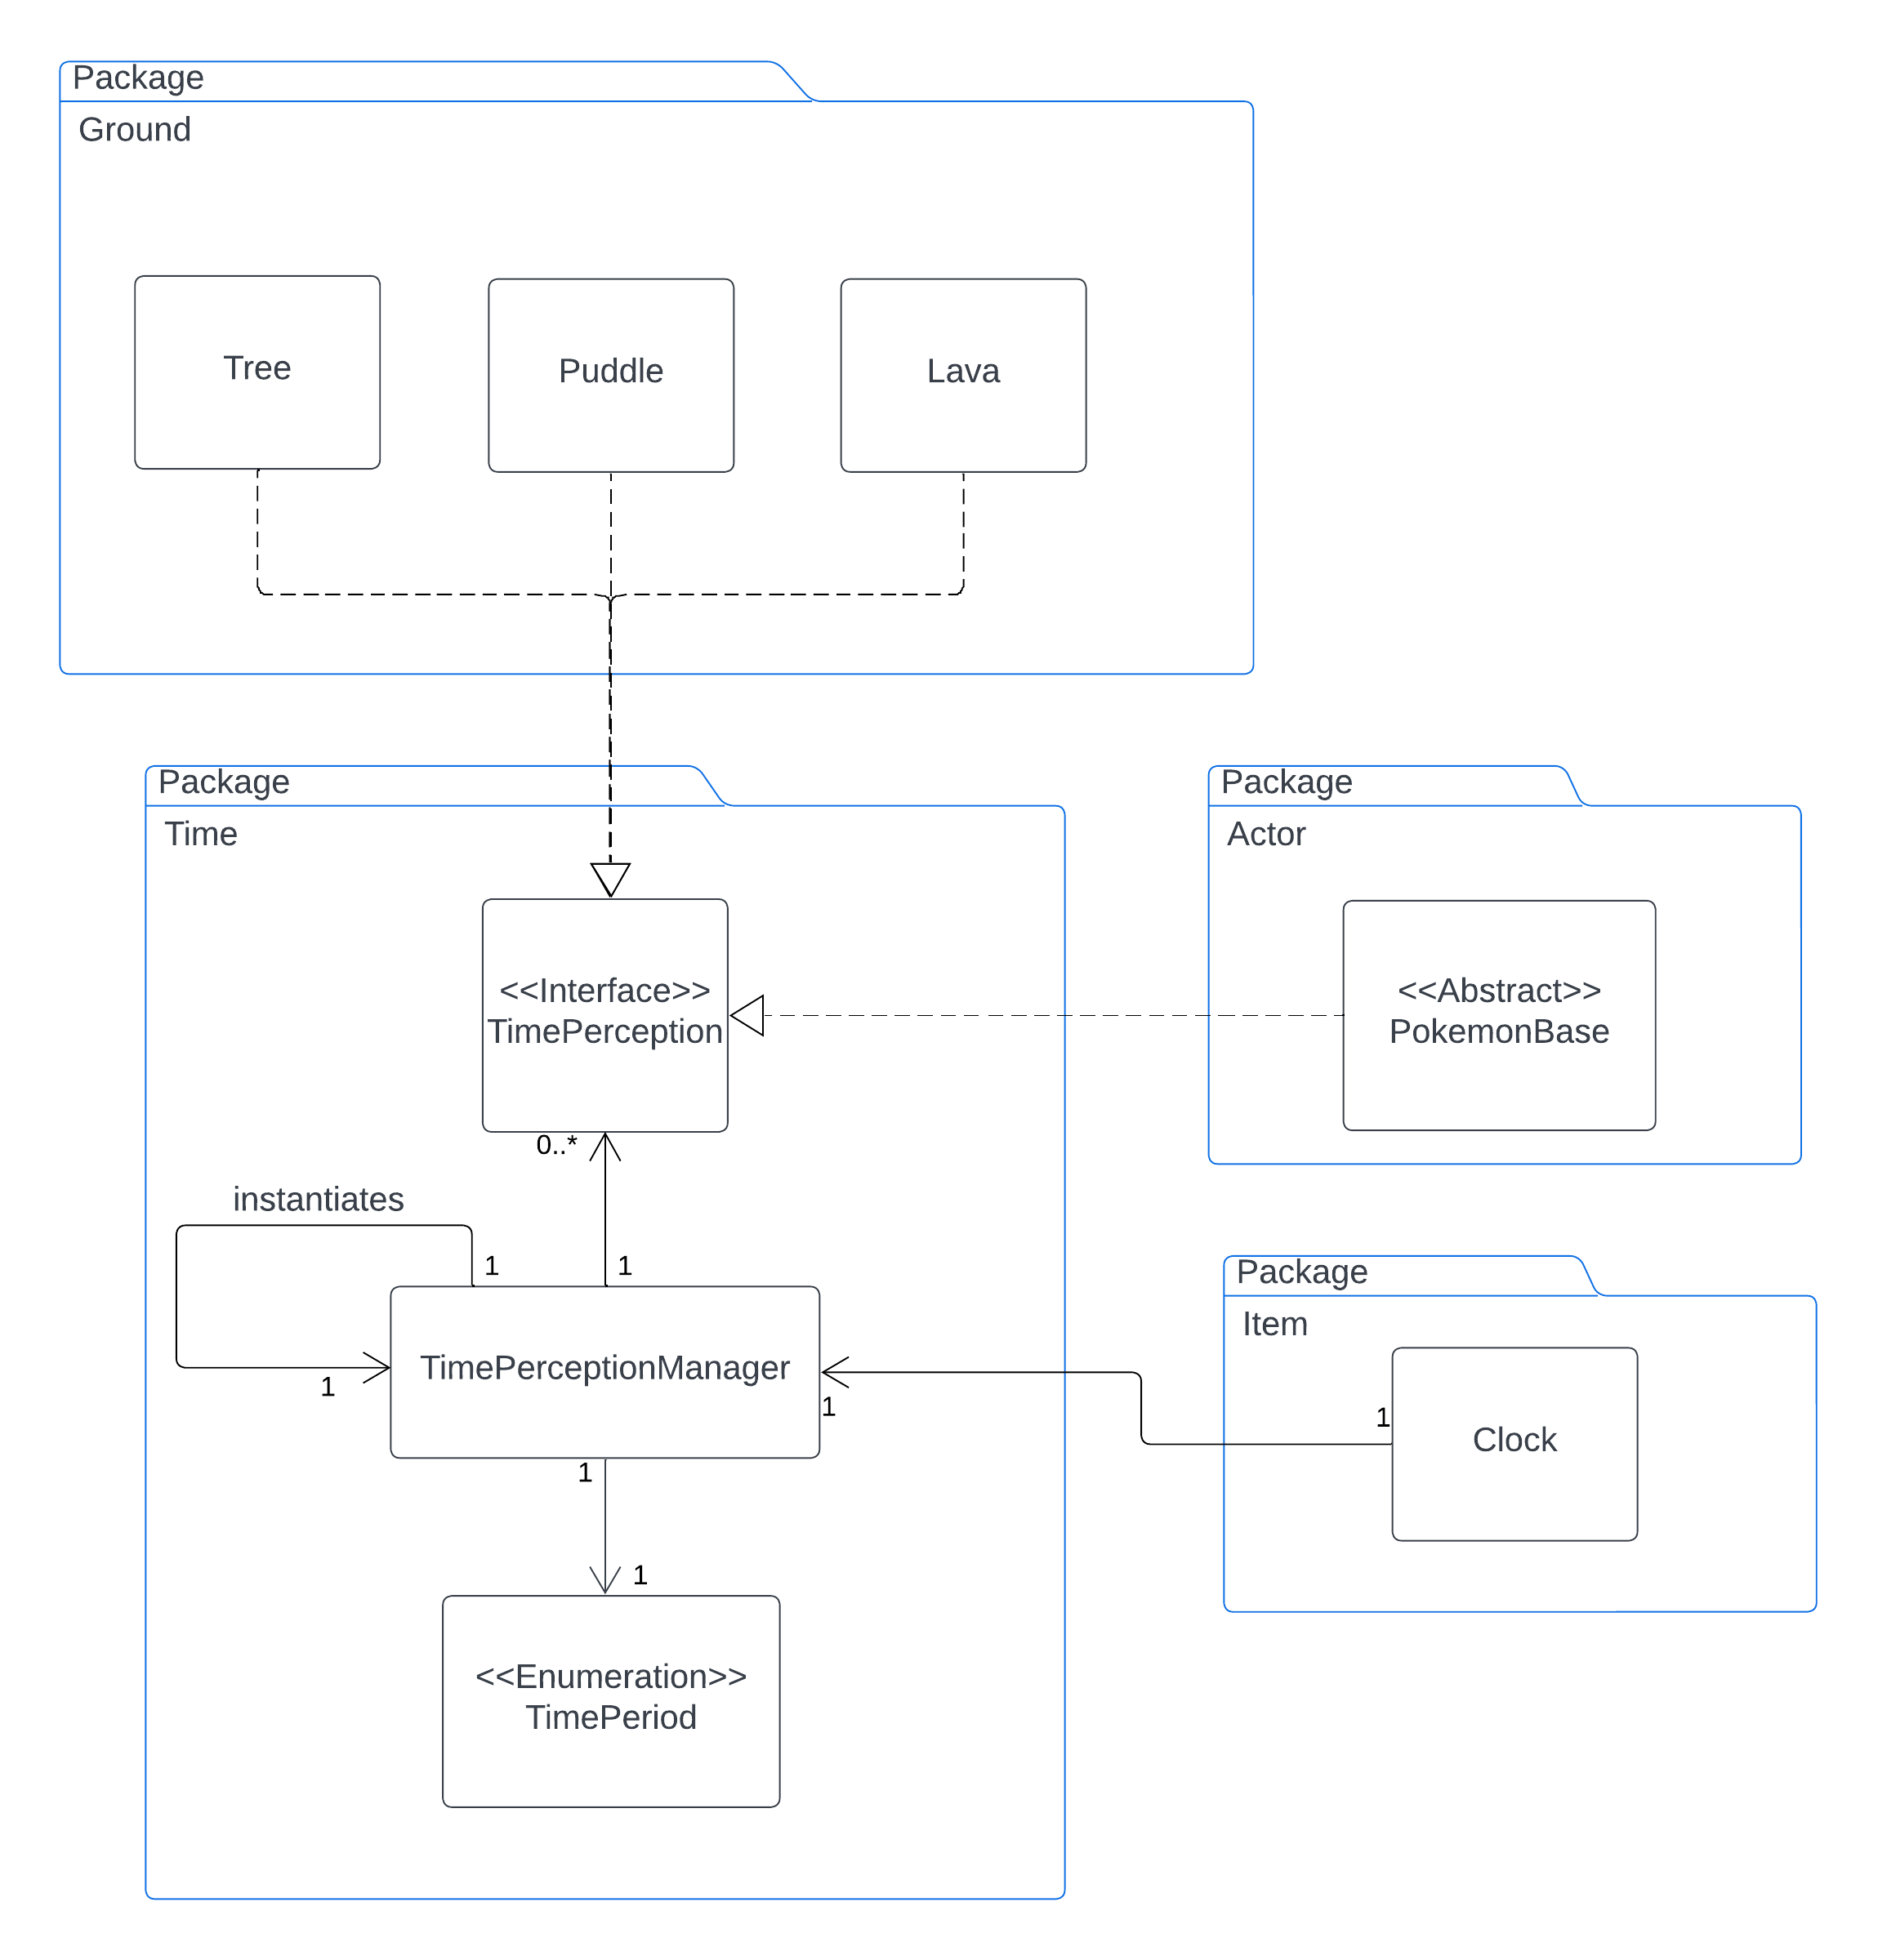 Package
Ground
Tree
Puddle
Lava
Package
Time
Package
Actor
<<Interface>>
TimePerception
<<Abstract>>
PokemonBase
0..*
instantiates
1
1
Package
Item
TimePerceptionManager
1
1
1
Clock
1
1
<<Enumeration>>
TimePeriod